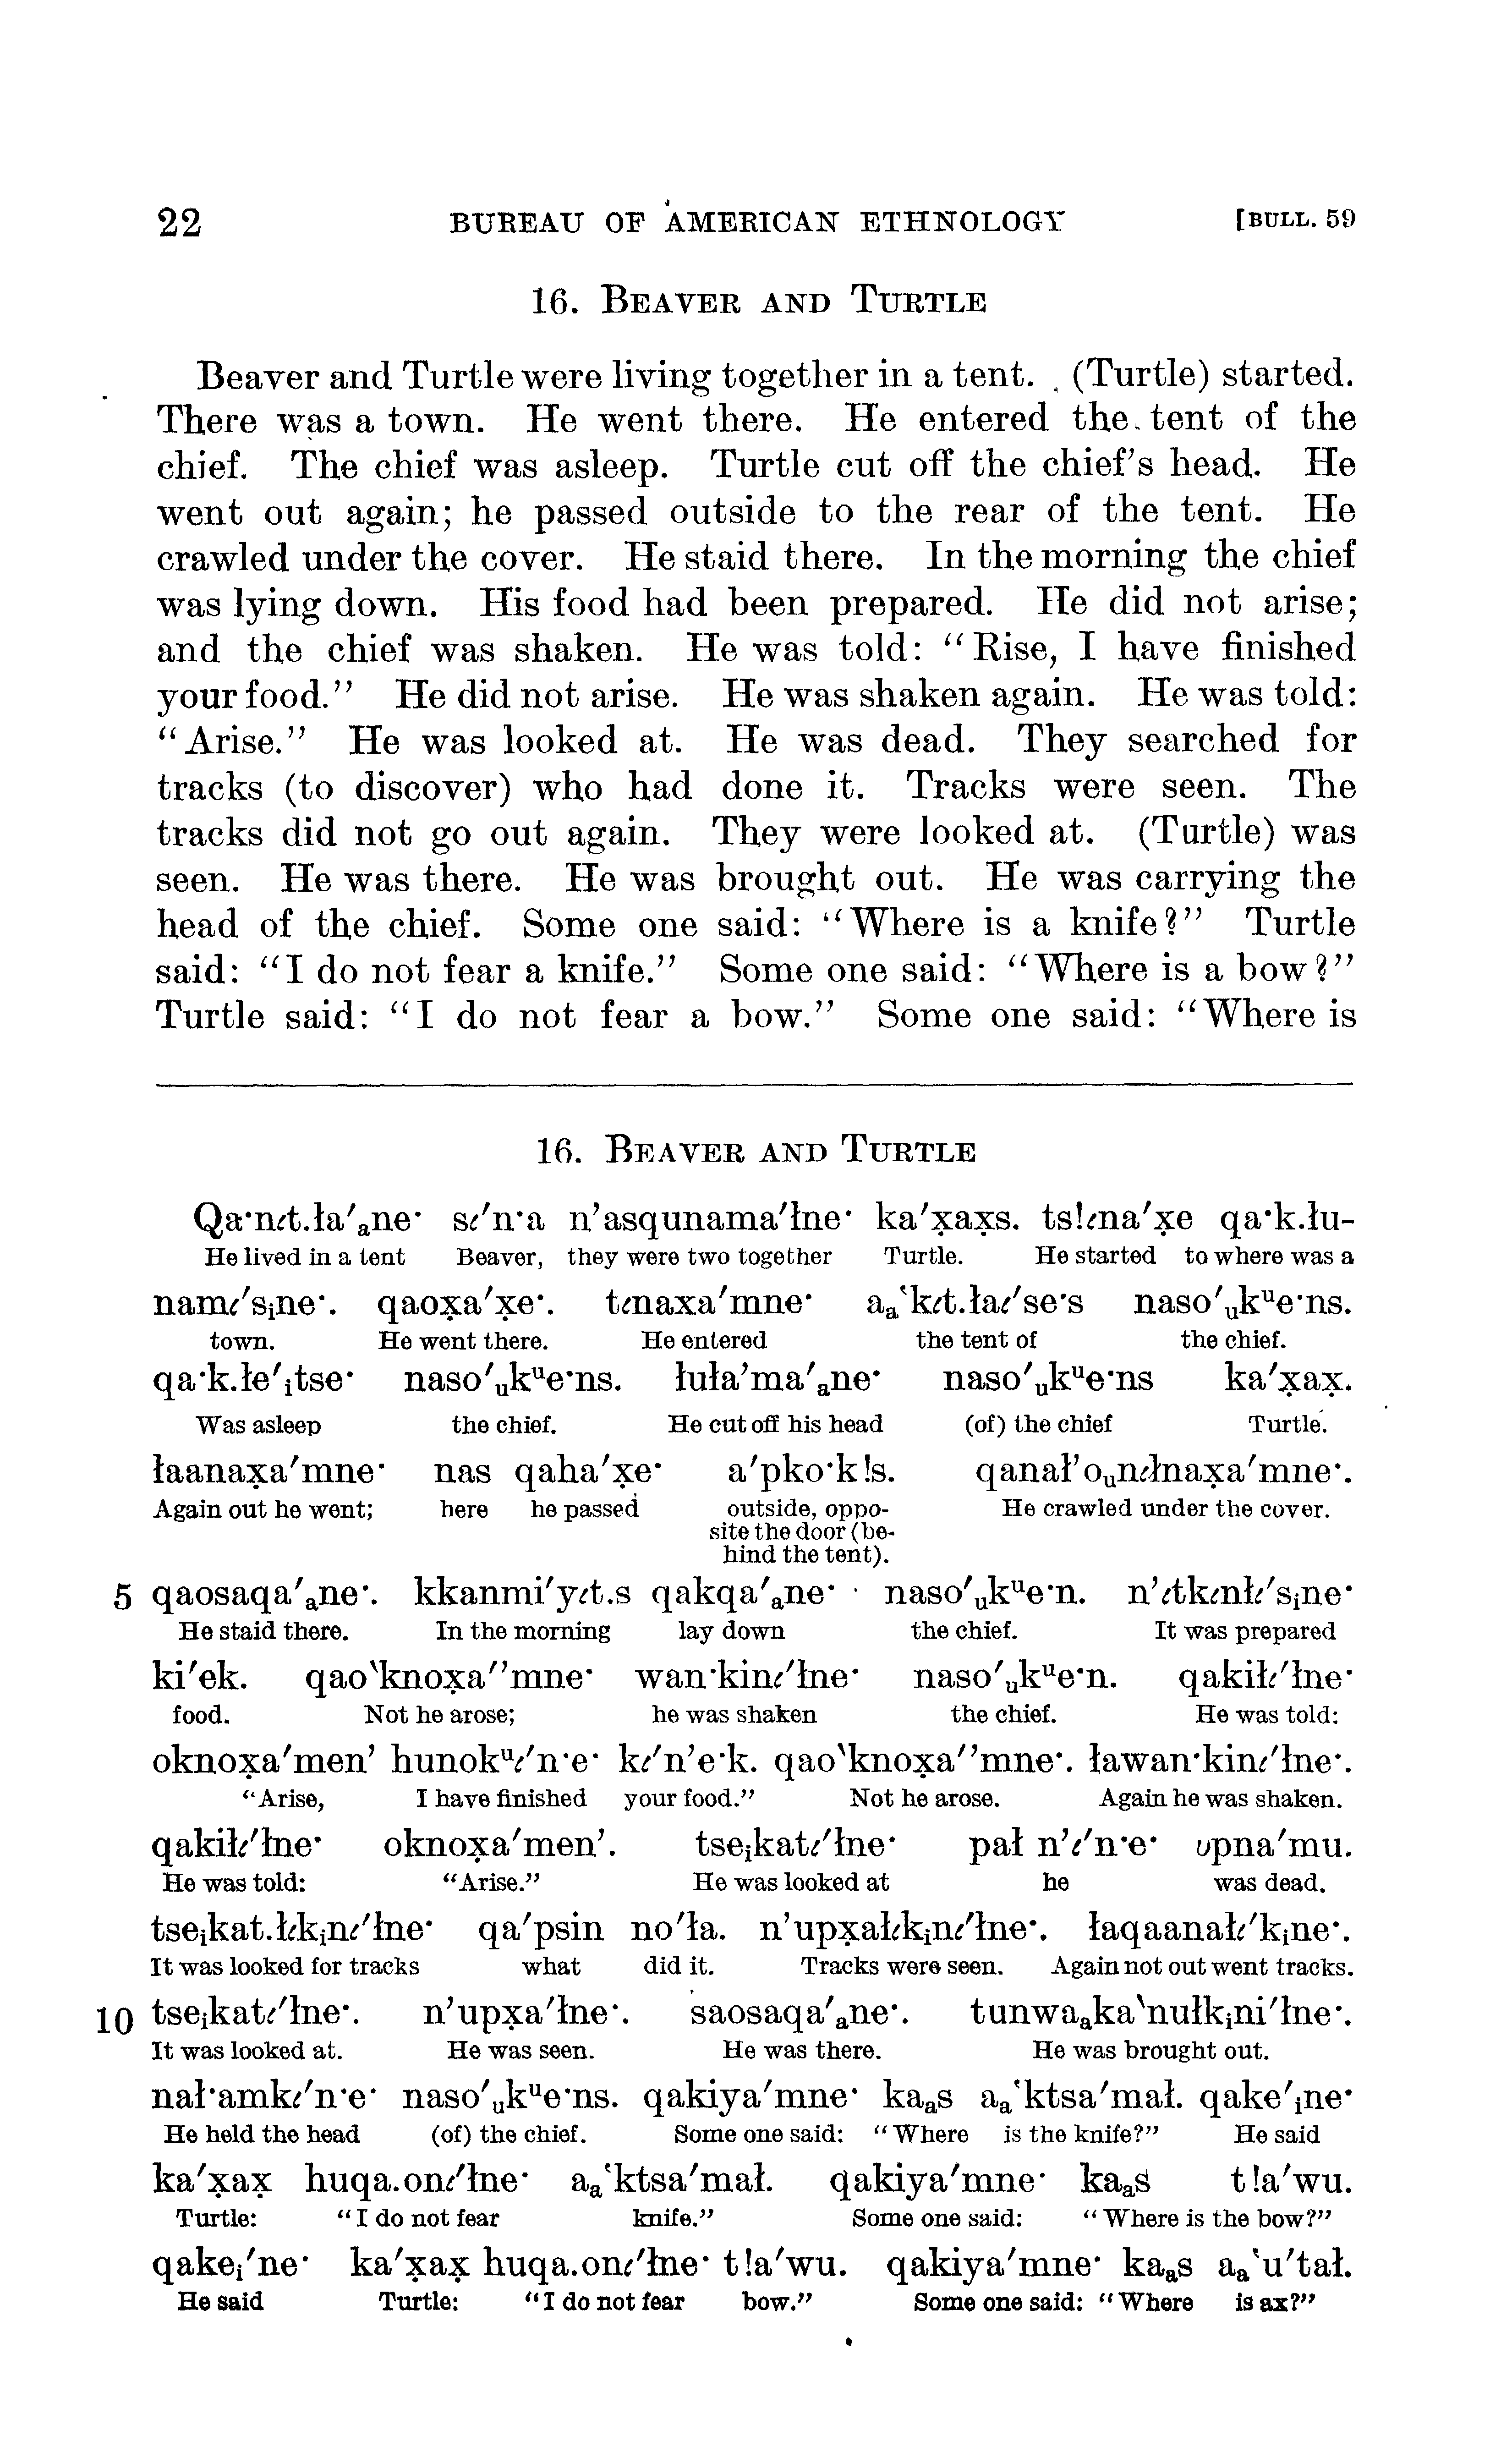 22 BUREAU OF AMERICAN ETHNOLOGY [BULL. 59
16. BEAVER AND TURTLE
Beaver and Turtle were living together in a tent. (Turtle) started.
There was a town. He went there. He entered the tent of the
chief. The chief was asleep. Turtle cut off the chief's head. He
went out again; he passed outside to the rear of the tent. He
crawled under the cover. He staid there. In the morning the chief
was lying down. His food had been prepared. He did not arise;
and the chief was shaken. He was told: “Rise, I have finished
your food.” He did not arise. He was shaken again. He was told:
“Arise.” He was looked at. He was dead. They searched for
tracks (to discover) who had done it. Tracks were seen. The
tracks did not go out again. They were looked at. (Turtle) was
seen. He was there. He was brought out. He was carrying the
head of the chief. Some one said: “Where is a knife?” Turtle
said: “I do not fear a knife.” Some one said: “Where is a bow?”
Turtle said: “I do not fear a bow.” Some one said: “Where is
16. BEAVER AND TURTLE
Qa·nɩt.ła′ₐne· sɩ′n·a n’asqunama′łne· ka′x̣ax̣s. ts!ɩna′x̣e qa·k.łu-
He lived in a tent Beaver, they were two together Turtle. He started to where was a
namɩ′sᵢne·. qaox̣a′x̣e·. tɩnaxa′mne· aₐ‛kɩt.łaɩ′se·s naso′ᵤkᵘe·ns.
town. He went there. He entered the tent of the chief.
qa·k.łe′ᵢtse· naso′ᵤkᵘe·ns. łuła’ma′ₐne· naso′ᵤkᵘe·ns ka′x̣ax̣.
Was asleep the chief. He cut off his head (of) the chief Turtle.
łaanax̣a′mne· nas qaha′x̣e· a′pko·k!s. qanał’oᵤnɩłnax̣a′mne·.
Again out he went; here he passed outside, oppo- He crawled under the cover.
site the door (be-
hind the tent).
5 qaosaqa′ₐne·. kkanmi′yɩt.s qakqa′ₐne· naso′ᵤkᵘe·n. n’ɩtkɩnłɩ′sᵢne·
He staid there. In the morning lay down the chief. It was prepared
ki′ek. qao‵knox̣a′’mne· wan·kinɩ′łne· naso′ᵤkᵘe·n. qakiłɩ′łne·
food. Not he arose; he was shaken the chief. He was told:
oknox̣a′men’ hunokᵘɩ′n·e· kɩ′n’e·k. qao‵knox̣a′’mne·. ławan·kinɩ′łne·.
“Arise, I have finished your food.” Not he arose. Again he was shaken.
qakiłɩ′łne· oknox̣a′men’. tseᵢkatɩ′łne· pał n’ɩ′n·e· upna′mu.
He was told: “Arise.” He was looked at he was dead.
tseᵢkat.łɩkᵢnɩ′łne· qa′psin no′ła. n’upx̣ałɩkᵢnɩ′łne·. łaqaanałɩ′kᵢne·.
It was looked for tracks what did it. Tracks were seen. Again not out went tracks.
10 tseᵢkatɩ′łne·. n’upx̣a′łne·. saosaqa′ₐne·. tunwaₐka‵nułkᵢni′łne·.
It was looked at. He was seen. He was there. He was brought out.
nał·amkɩ′n·e· naso′ᵤkᵘe·ns. qakiya′mne· kaₐs aₐ‛ktsa′mał. qake′ᵢne·
He held the head (of) the chief. Some one said: “Where is the knife?” He said
ka′x̣ax̣ huqa.onɩ′łne· aₐ‛ktsa′mał. qakiya′mne· kaₐs t!a′wu.
Turtle: “I do not fear knife.” Some one said: “Where is the bow?”
qakeᵢ′ne· ka′x̣ax̣ huqa.onɩ′łne· t!a′wu. qakiya′mne· kaₐs aₐ‛u′tał.
He said Turtle: “I do not fear bow.” Some one said: “Where is ax?”